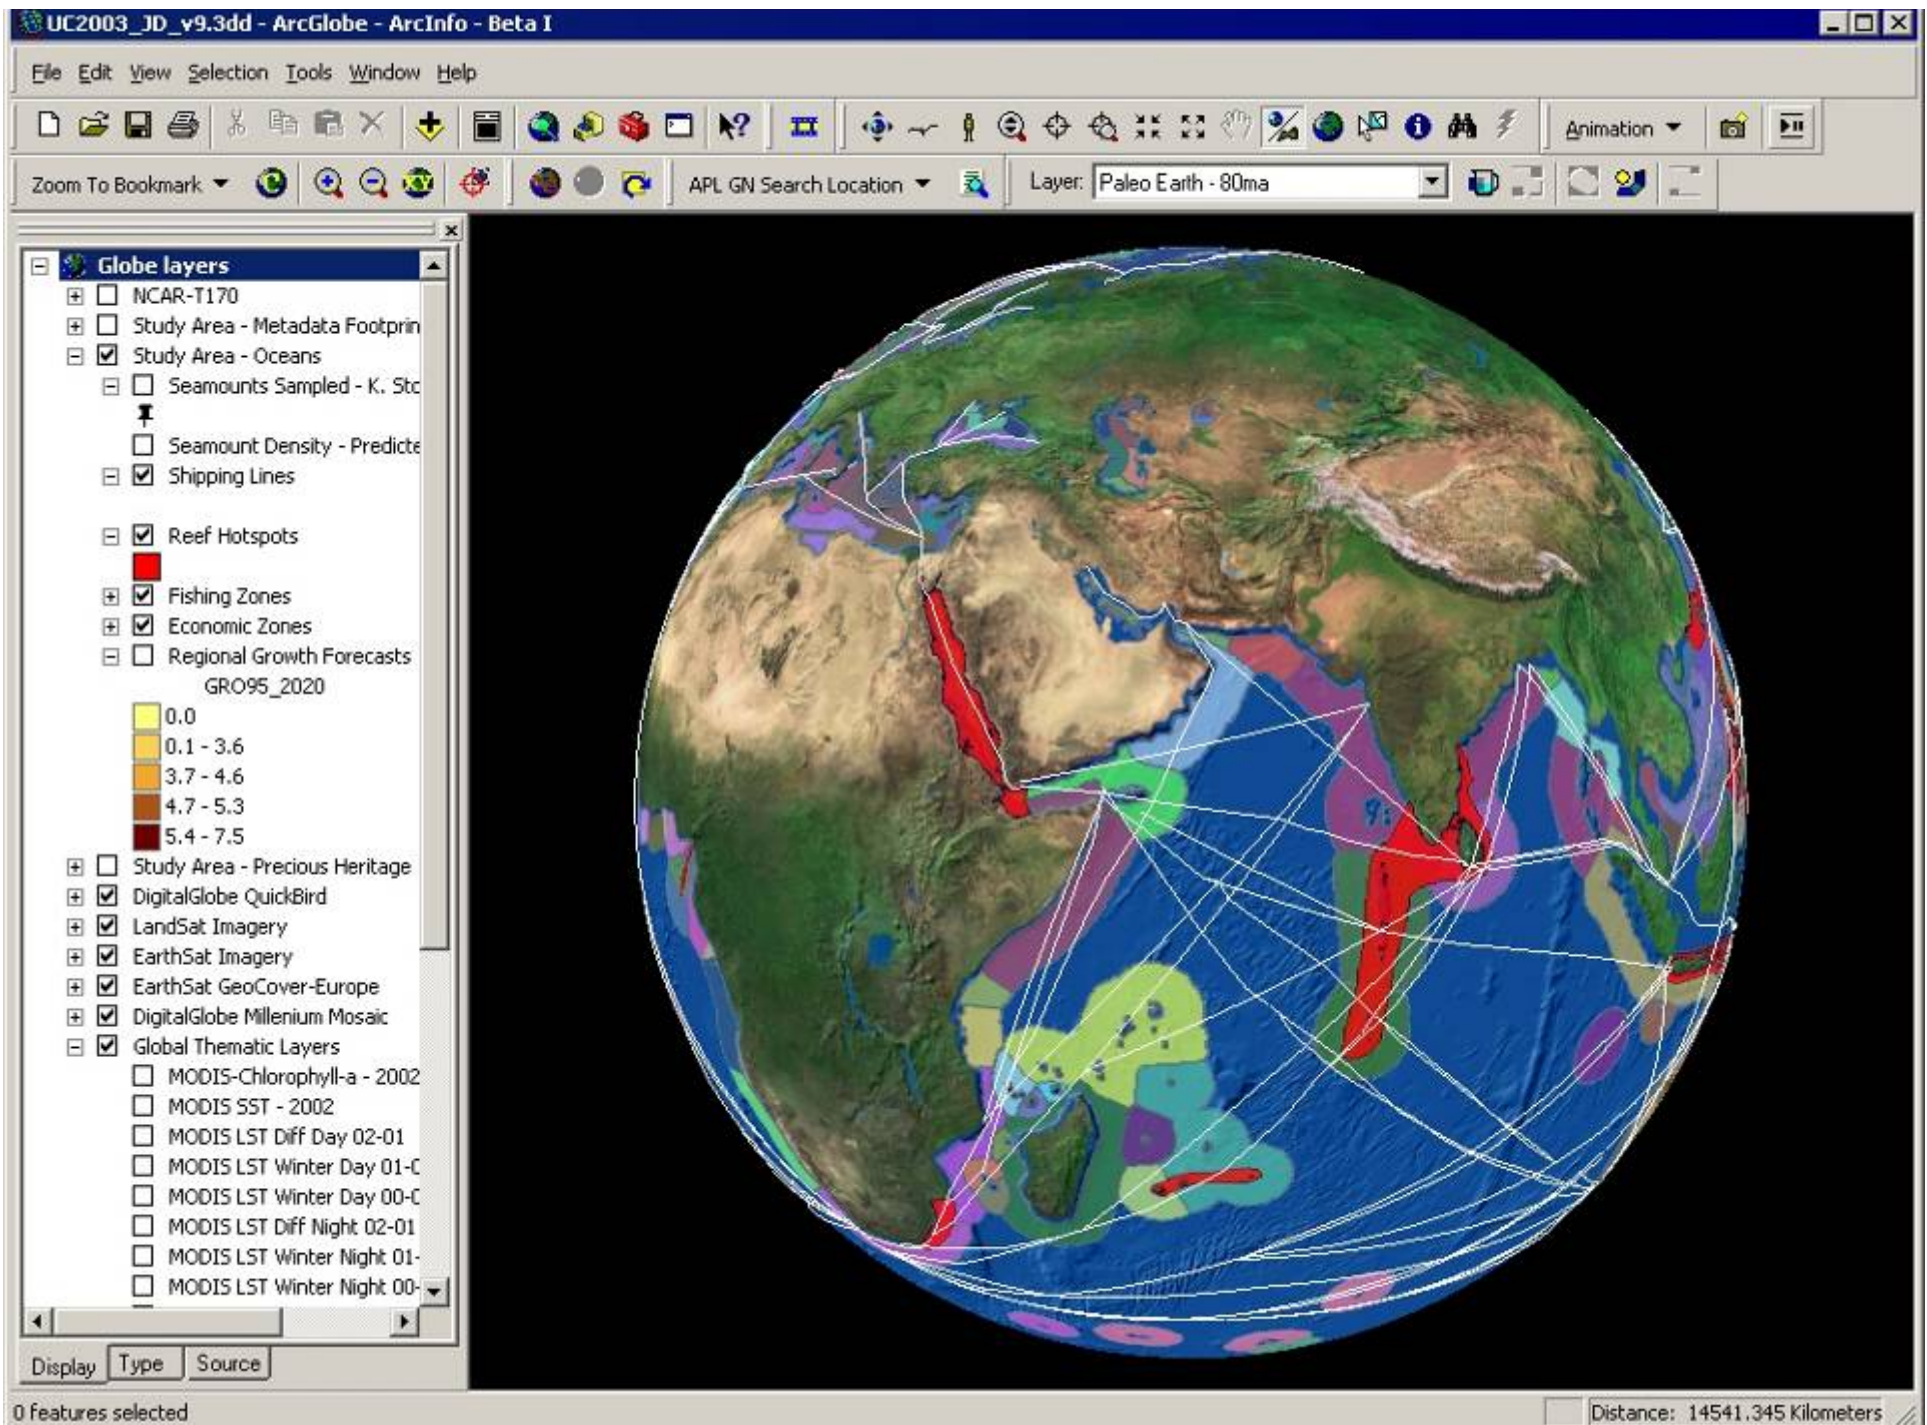 UC2003_JD_v9.3dd - ArcGlobe - ArcInfo - Beta I
File Edit View Selection Tools Window Help
Animation
Zoom To Bookmark APL GN Search Location Layer: Paleo Earth - 80ma
Globe layers
NCAR-T170
Study Area - Metadata Footprin
Study Area - Oceans
Seamounts Sampled - K. Sto
Seamount Density - Predicte
Shipping Lines
Reef Hotspots
Fishing Zones
Economic Zones
Regional Growth Forecasts
GRO95_2020
0.0
0.1 - 3.6
3.7 - 4.6
4.7 - 5.3
5.4 - 7.5
Study Area - Precious Heritage
DigitalGlobe QuickBird
LandSat Imagery
EarthSat Imagery
EarthSat GeoCover-Europe
DigitalGlobe Millenium Mosaic
Global Thematic Layers
MODIS-Chlorophyll-a - 2002
MODIS SST - 2002
MODIS LST Diff Day 02-01
MODIS LST Winter Day 01-0
MODIS LST Winter Day 00-0
MODIS LST Diff Night 02-01
MODIS LST Winter Night 01-
MODIS LST Winter Night 00-
Display Type Source
0 features selected Distance: 14541.345 Kilometers